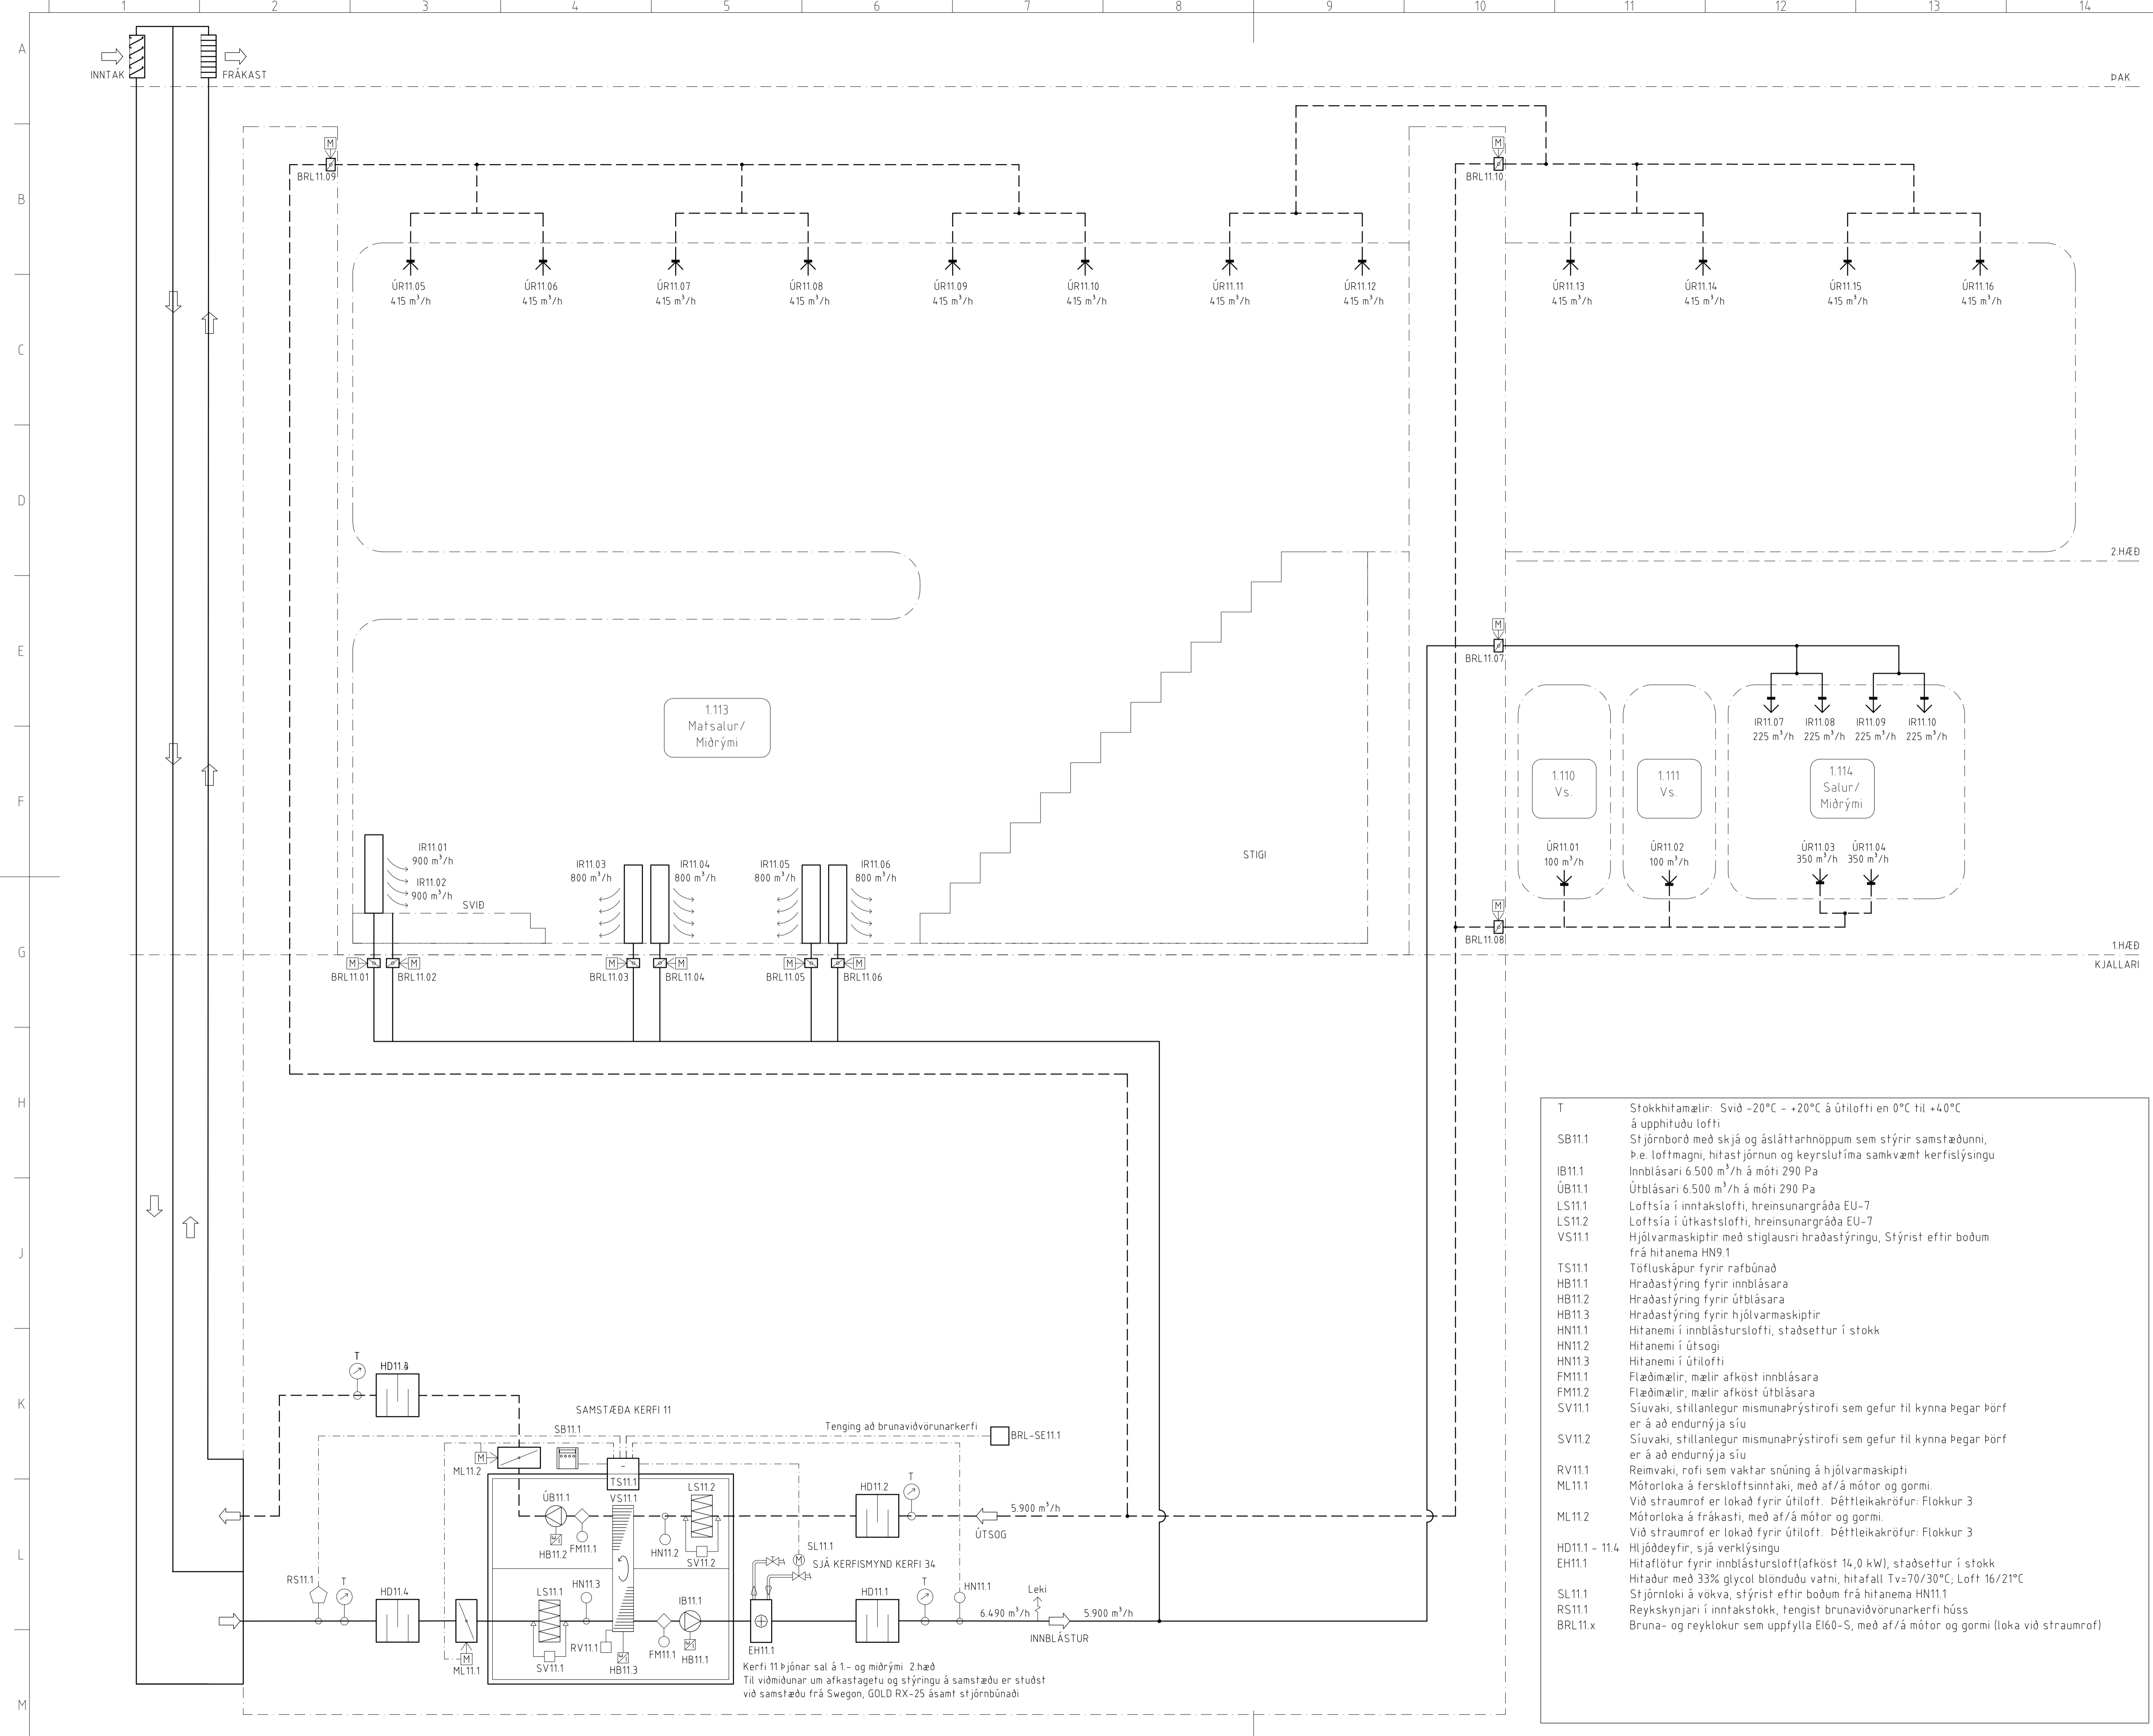 1 2 3 4 5 6 7 8 9 10 11 12 13 14
A
B
C
D
E
F
G
H
J
K
L
M
INNTAK
FRÁKAST
ÞAK
M
BRL11.09
M
BRL11.10
ÚR11.05
415 m³/h
ÚR11.06
415 m³/h
ÚR11.07
415 m³/h
ÚR11.08
415 m³/h
ÚR11.09
415 m³/h
ÚR11.10
415 m³/h
ÚR11.11
415 m³/h
ÚR11.12
415 m³/h
ÚR11.13
415 m³/h
ÚR11.14
415 m³/h
ÚR11.15
415 m³/h
ÚR11.16
415 m³/h
2.HÆÐ
M
BRL11.07
1.113
Matsalur/
Miðrými
IR11.07
225 m³/h
IR11.08
225 m³/h
IR11.09
225 m³/h
IR11.10
225 m³/h
1.110
Vs.
1.111
Vs.
1.114
Salur/
Miðrými
IR11.01
900 m³/h
IR11.02
900 m³/h
SVIÐ
IR11.03
800 m³/h
IR11.04
800 m³/h
IR11.05
800 m³/h
IR11.06
800 m³/h
STIGI
ÚR11.01
100 m³/h
ÚR11.02
100 m³/h
ÚR11.03
350 m³/h
ÚR11.04
350 m³/h
M
BRL11.08
1.HÆÐ
KJALLARI
M
BRL11.01
M
BRL11.02
M
BRL11.03
M
BRL11.04
M
BRL11.05
M
BRL11.06
T Stokkhitamælir: Svið -20°C - +20°C á útilofti en 0°C til +40°C
á upphituðu lofti
SB11.1 Stjórnborð með skjá og ásláttarhnöppum sem stýrir samstæðunni,
Þ.e. loftmagni, hitastjórnun og keyrslutíma samkvæmt kerfislýsingu
IB11.1 Innblásari 6.500 m³/h á móti 290 Pa
ÚB11.1 Útblásari 6.500 m³/h á móti 290 Pa
LS11.1 Loftsía í inntakslofti, hreinsunargráða EU-7
LS11.2 Loftsía í útkastslofti, hreinsunargráða EU-7
VS11.1 Hjólvarmaskiptir með stiglausri hraðastýringu, Stýrist eftir boðum
frá hitanema HN9.1
TS11.1 Töfluskápur fyrir rafbúnað
HB11.1 Hraðastýring fyrir innblásara
HB11.2 Hraðastýring fyrir útblásara
HB11.3 Hraðastýring fyrir hjólvarmaskiptir
HN11.1 Hitanemi í innblásturslofti, staðsettur í stokk
HN11.2 Hitanemi í útsogi
HN11.3 Hitanemi í útilofti
FM11.1 Flæðimælir, mælir afköst innblásara
FM11.2 Flæðimælir, mælir afköst útblásara
SV11.1 Síuvaki, stillanlegur mismunaþrýstirofi sem gefur til kynna þegar þörf
er á að endurnýja síu
SV11.2 Síuvaki, stillanlegur mismunaþrýstirofi sem gefur til kynna þegar þörf
er á að endurnýja síu
RV11.1 Reimvaki, rofi sem vaktar snúning á hjólvarmaskipti
ML11.1 Mótorloka á ferskloftsinntaki, með af/á mótor og gormi.
Við straumrof er lokað fyrir útiloft. Þéttleikakröfur: Flokkur 3
ML11.2 Mótorloka á frákasti, með af/á mótor og gormi.
Við straumrof er lokað fyrir útiloft. Þéttleikakröfur: Flokkur 3
HD11.1 - 11.4 Hljóðdeyfir, sjá verklýsingu
EH11.1 Hitaflötur fyrir innblástursloft(afköst 14,0 kW), staðsettur í stokk
Hitaður með 33% glycol blönduðu vatni, hitafall Tv=70/30°C; Loft 16/21°C
SL11.1 Stjórnloki á vökva, stýrist eftir boðum frá hitanema HN11.1
RS11.1 Reykskynjari í inntakstokk, tengist brunaviðvörunarkerfi húss
BRL11.x Bruna- og reyklokur sem uppfylla EI60-S, með af/á mótor og gormi (loka við straumrof)
T
HD11.
SAMSTÆÐA KERFI 11
Tenging að brunaviðvörunarkerfi
BRL-SE11.1
SB11.1
M
ML11.2
TS11.1
ÚB11.1
VS11.1
LS11.2
HB11.2
FM11.1
HN11.2
SV11.2
HD11.2
T
5.900 m³/h
ÚTSOG
SL11.1
M
SJÁ KERFISMYND KERFI 34
RS11.1
T
HD11.4
LS11.1
HN11.3
IB11.1
HD11.1
T
HN11.1
Leki
6.490 m³/h
5.900 m³/h
INNBLÁSTUR
M
ML11.1
SV11.1
RV11.1
HB11.3
FM11.1
HB11.1
EH11.1
Kerfi 11 þjónar sal á 1.- og miðrými 2.hæð
Til viðmiðunar um afkastagetu og stýringu á samstæðu er stuðst
við samstæðu frá Swegon, GOLD RX-25 ásamt stjórnbúnaði